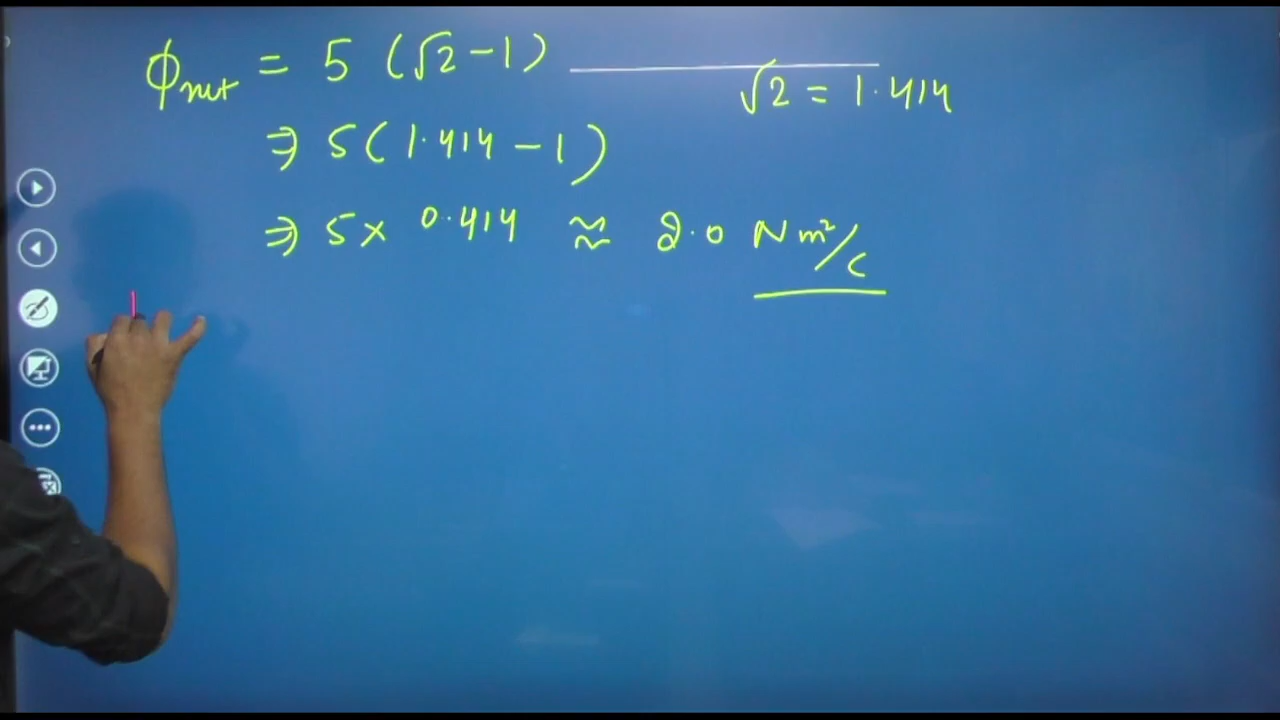 ϕnet = 5 (√2 - 1)
√2 = 1.414
⇒ 5 (1.414 - 1)
⇒ 5 × 0.414 ≈ 2.0 Nm²/C